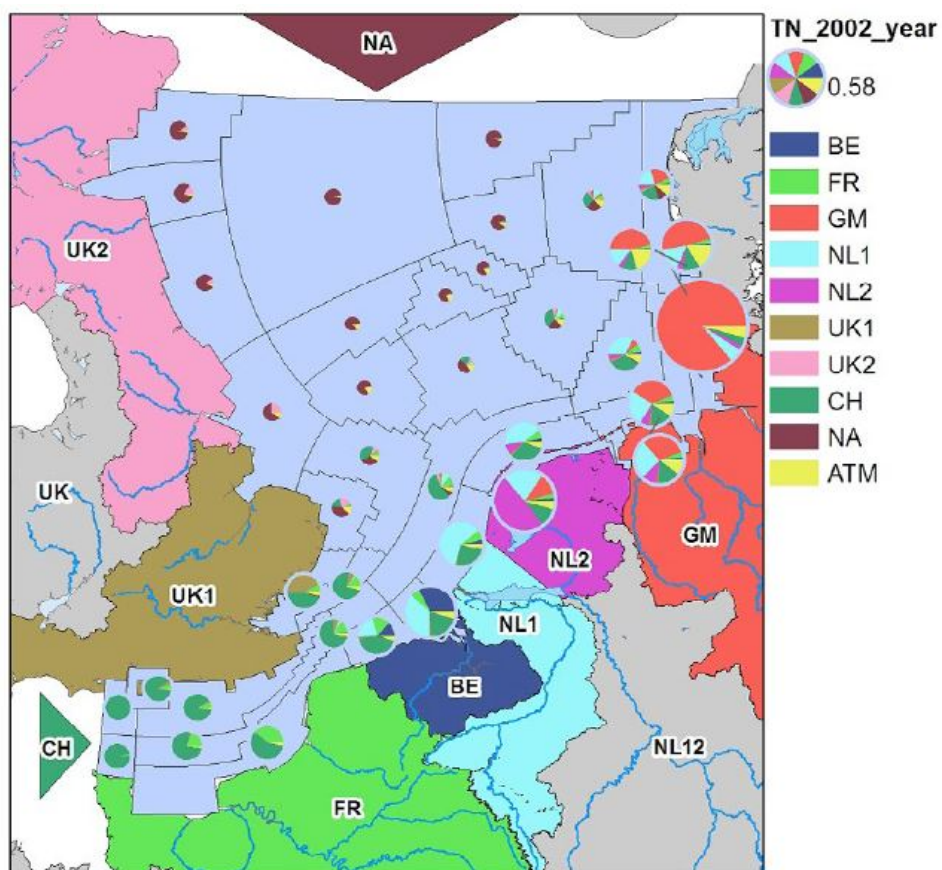 NA
TN_2002_year
0.58
BE
FR
GM
NL1
NL2
UK1
UK2
CH
NA
ATM
UK2
UK
GM
NL2
UK1
NL1
BE
CH
NL12
FR